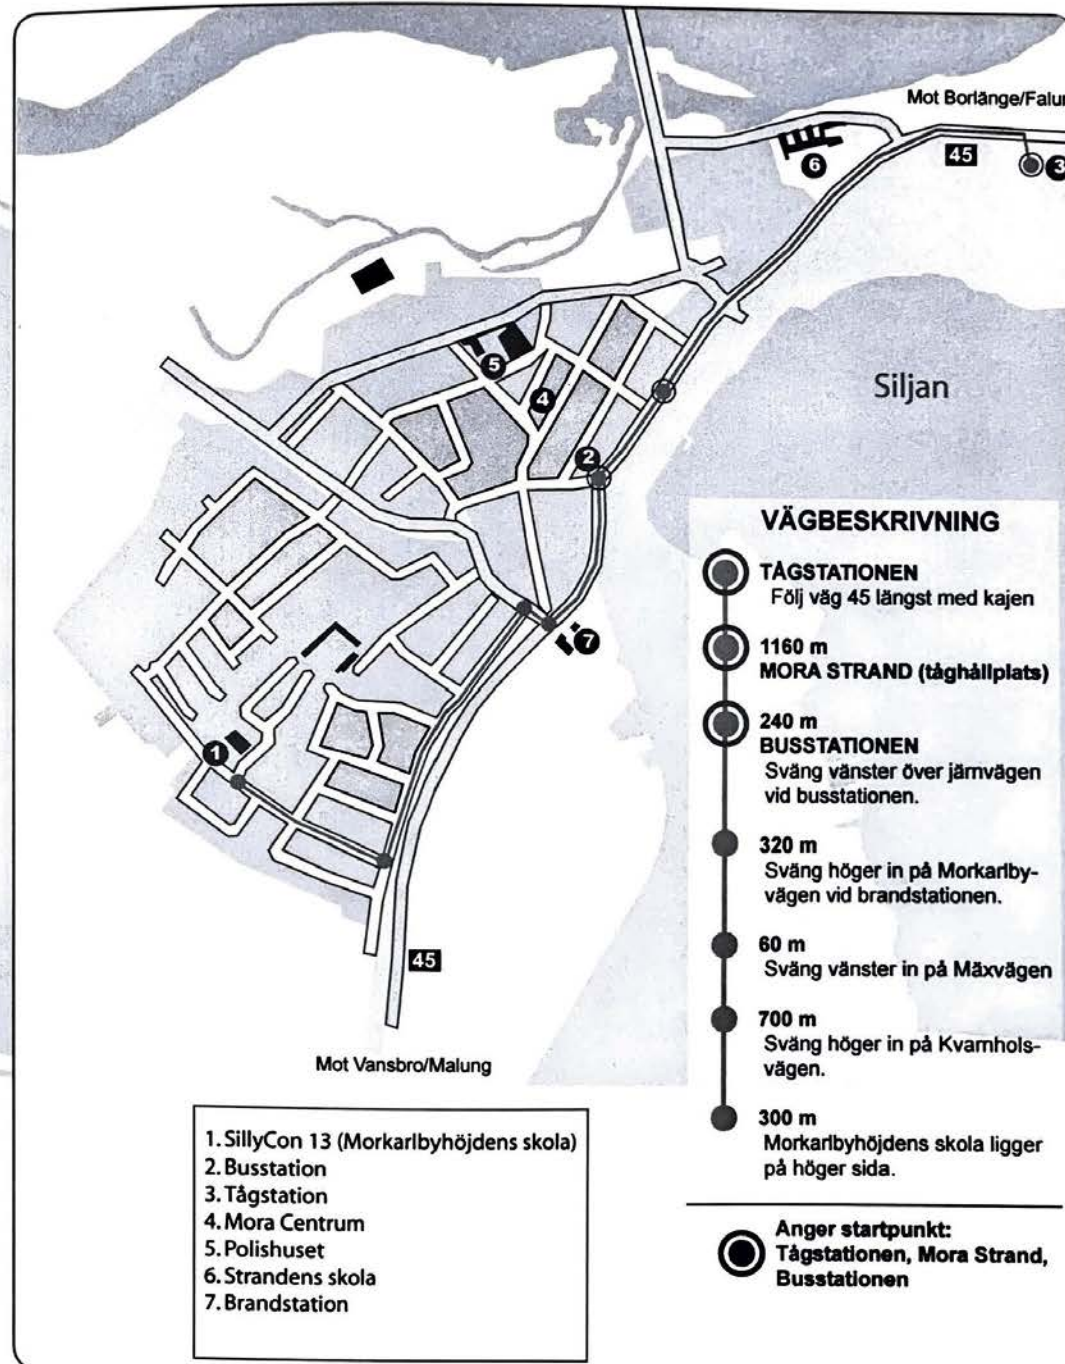 Mot Borlänge/Falun
6
45
3
5
4
Siljan
2
7
1
45
Mot Vansbro/Malung
VÄGBESKRIVNING
TÅGSTATIONEN
Följ väg 45 längst med kajen
1160 m
MORA STRAND (tåghållplats)
240 m
BUSSTATIONEN
Sväng vänster över järnvägen
vid busstationen.
320 m
Sväng höger in på Morkarlby-
vägen vid brandstationen.
60 m
Sväng vänster in på Mäxvägen
700 m
Sväng höger in på Kvarnhols-
vägen.
300 m
Morkarlbyhöjdens skola ligger
på höger sida.
Anger startpunkt:
Tågstationen, Mora Strand,
Busstationen
1. SillyCon 13 (Morkarlbyhöjdens skola)
2. Busstation
3. Tågstation
4. Mora Centrum
5. Polishuset
6. Strandens skola
7. Brandstation